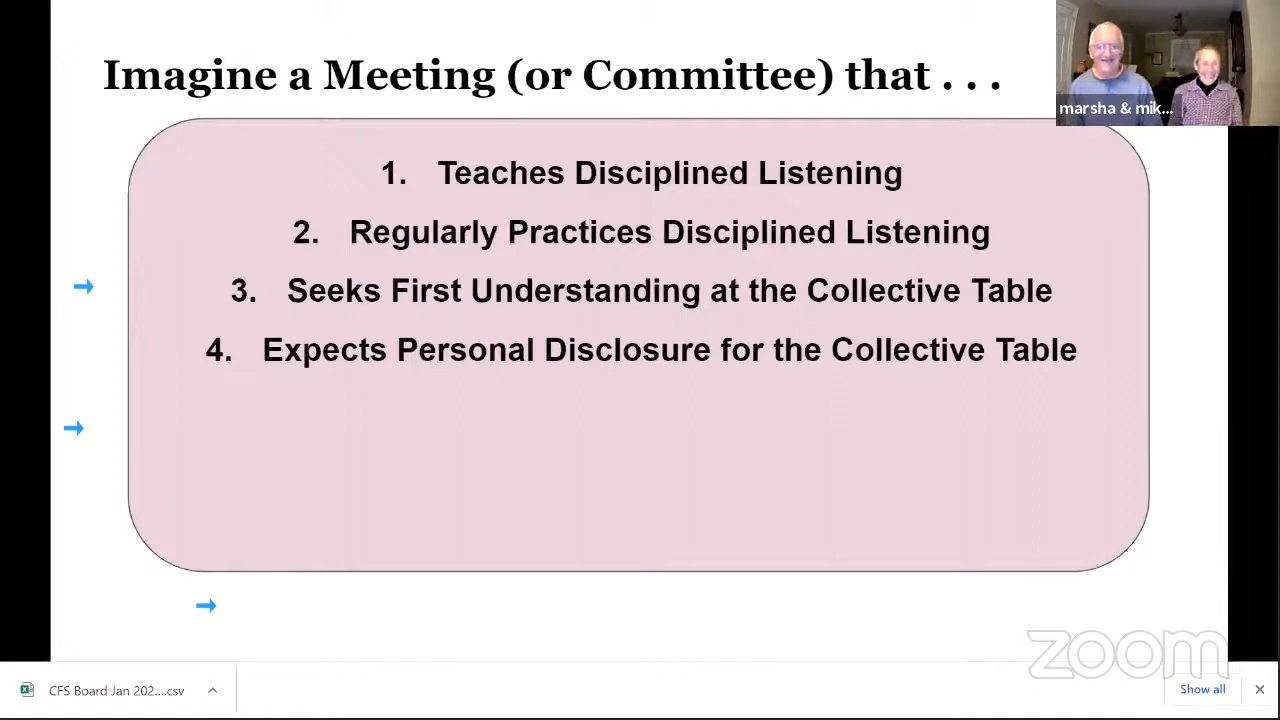 Imagine a Meeting (or Committee) that . . .
marsha & mik...
1. Teaches Disciplined Listening
2. Regularly Practices Disciplined Listening
3. Seeks First Understanding at the Collective Table
4. Expects Personal Disclosure for the Collective Table
zoom
CFS Board Jan 202....csv
Show all